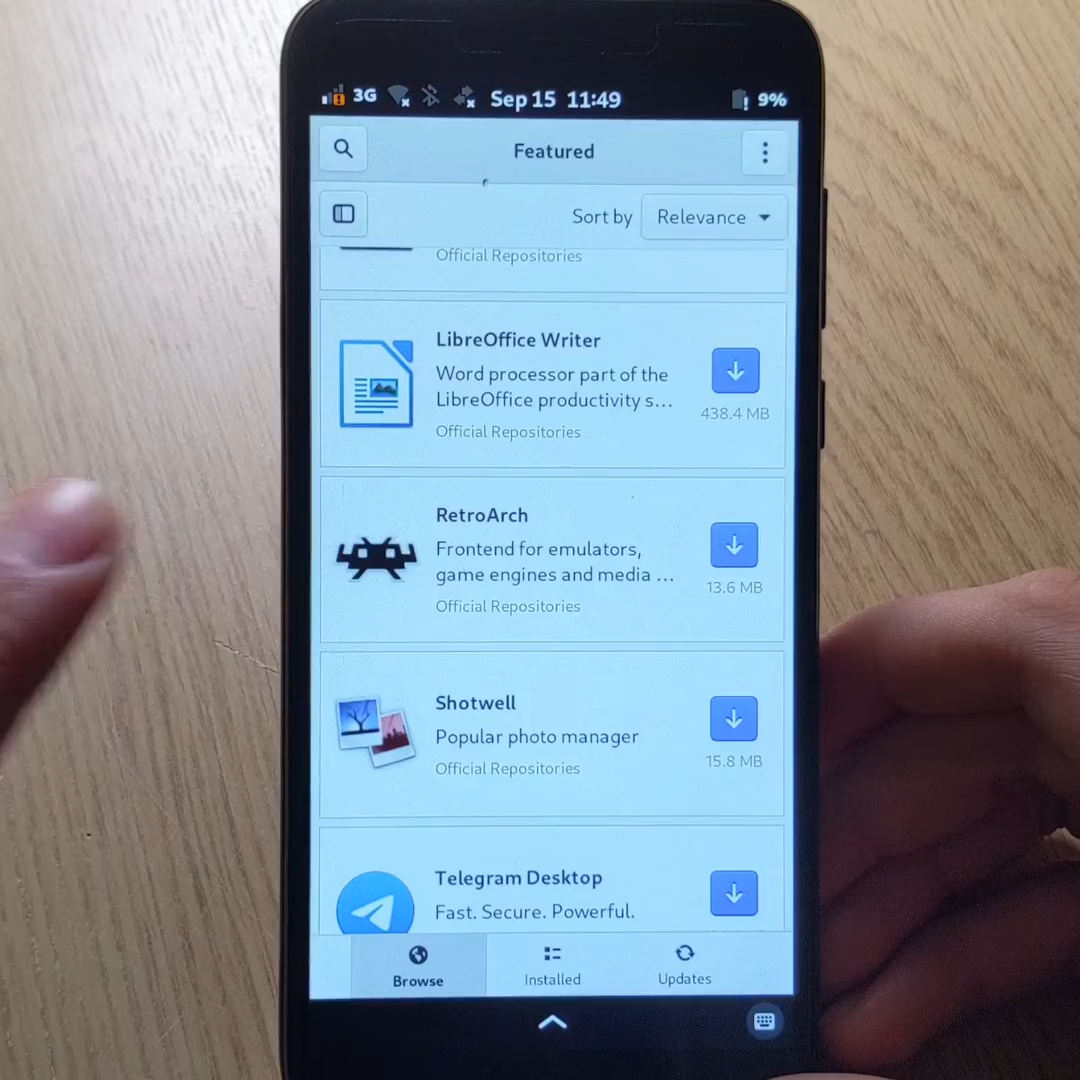 3G Sep 15 11:49 9%
Featured
Sort by Relevance
Official Repositories
LibreOffice Writer
Word processor part of the
LibreOffice productivity s...
Official Repositories
438.4 MB
RetroArch
Frontend for emulators,
game engines and media ...
Official Repositories
13.6 MB
Shotwell
Popular photo manager
Official Repositories
15.8 MB
Telegram Desktop
Fast. Secure. Powerful.
Browse Installed Updates